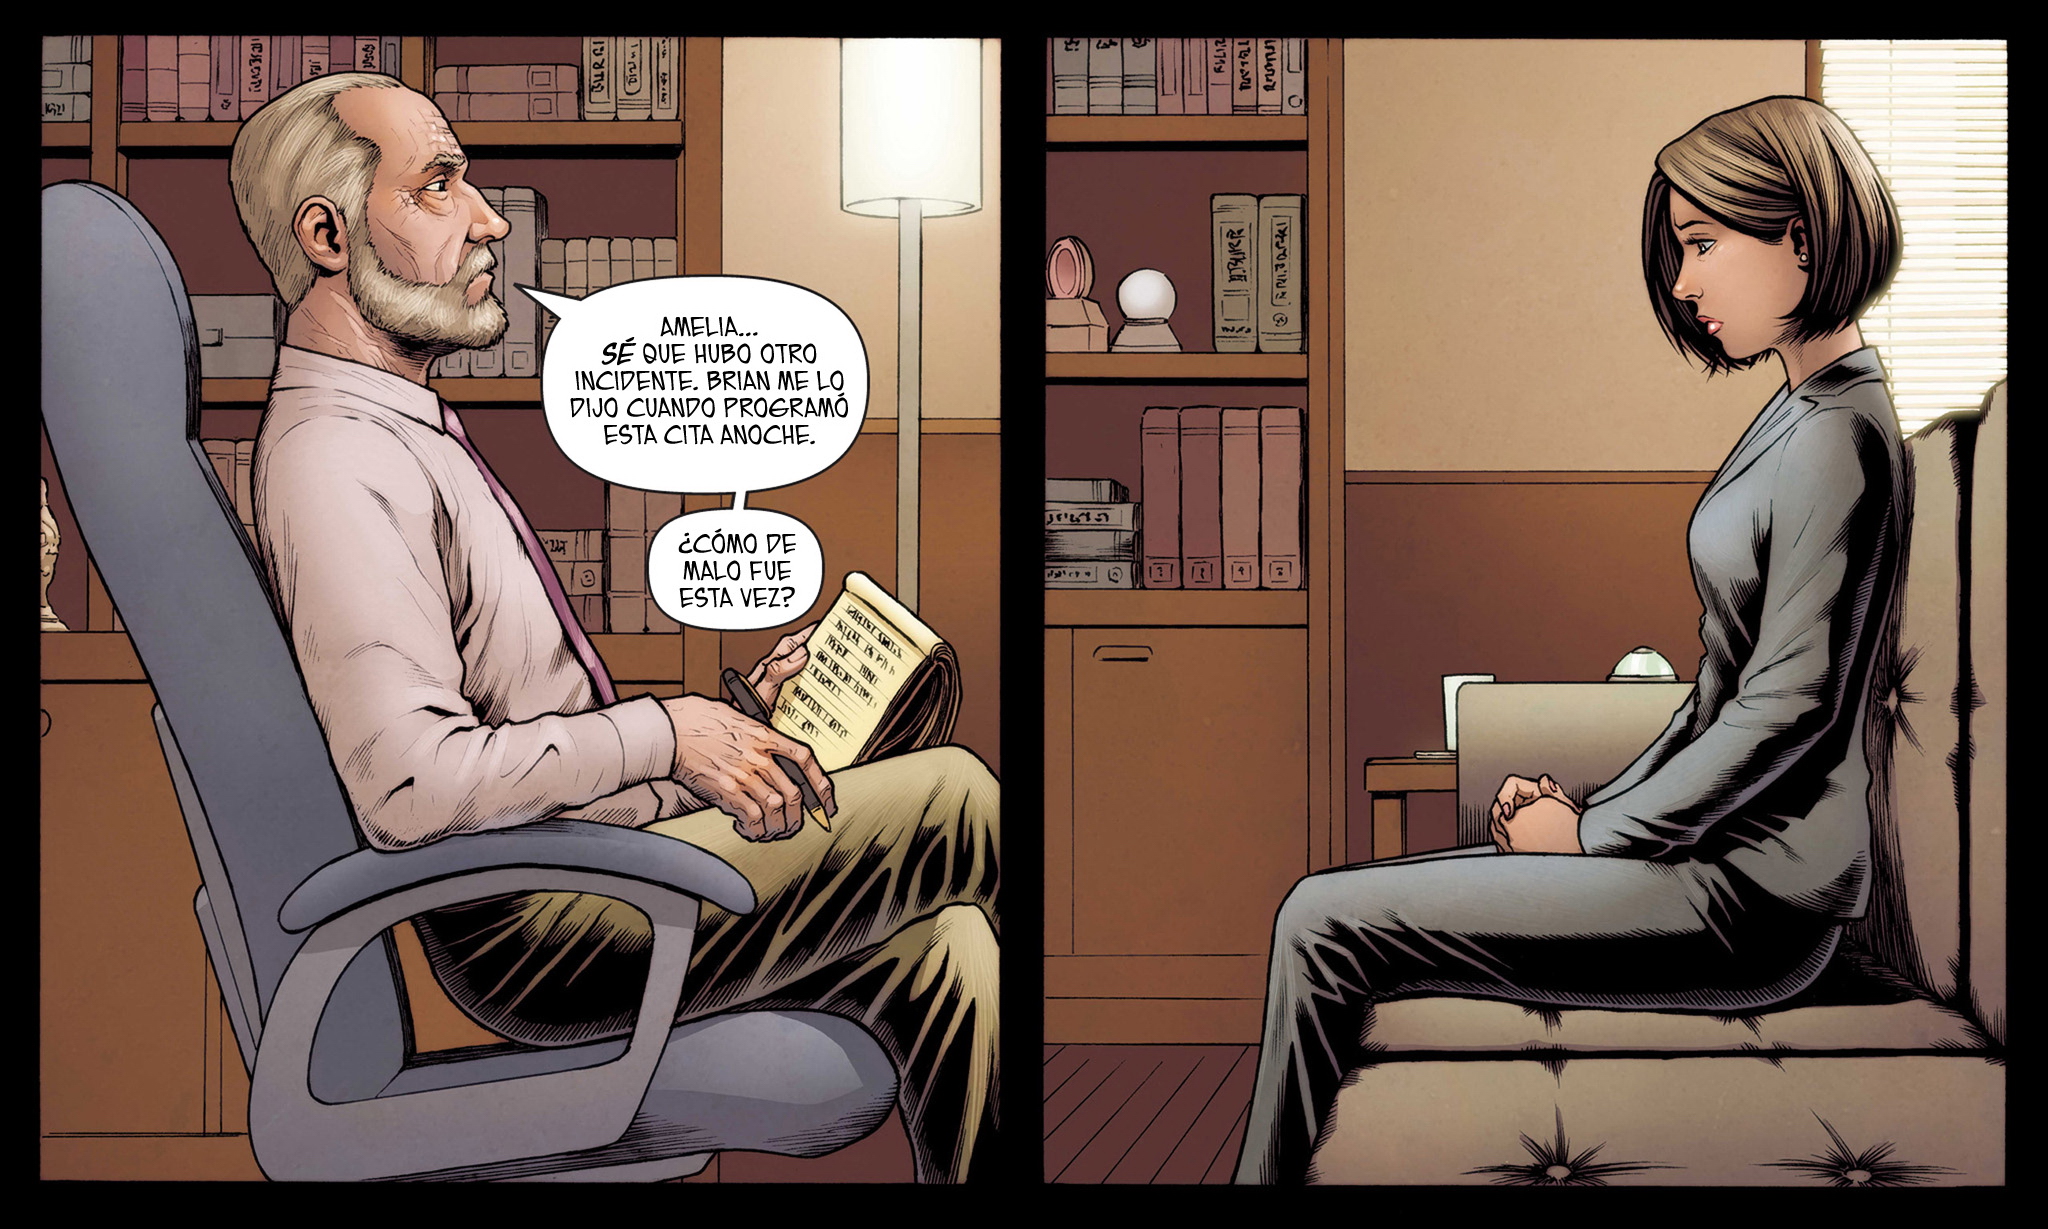 AMELIA...
SÉ QUE HUBO OTRO
INCIDENTE. BRIAN ME LO
DIJO CUANDO PROGRAMÓ
ESTA CITA ANOCHE.
¿CÓMO DE
MALO FUE
ESTA VEZ?